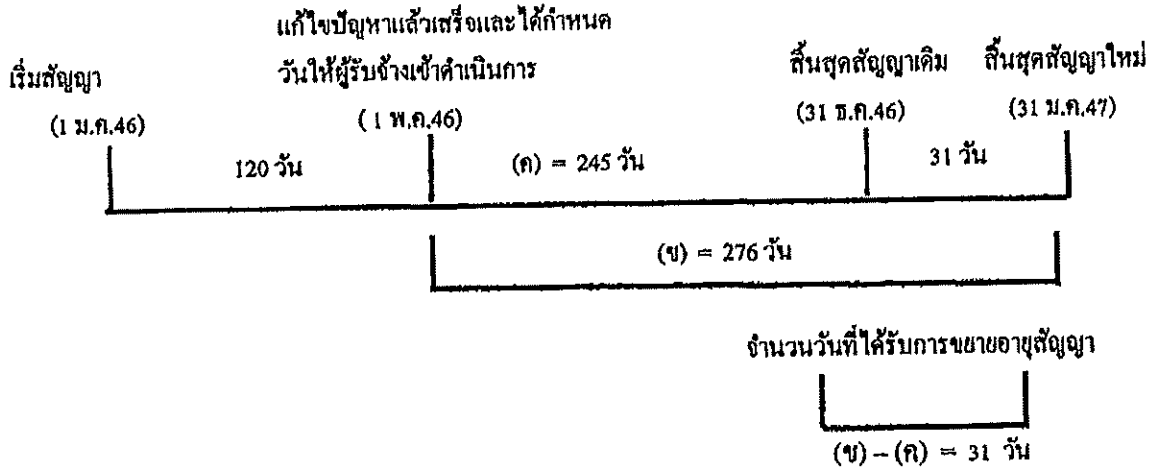 แก้ไขปัญหาแล้วเสร็จและได้กำหนด
เริ่มสัญญา วันให้ผู้รับจ้างเข้าดำเนินการ สิ้นสุดสัญญาเดิม สิ้นสุดสัญญาใหม่
(1 ม.ค.46) ( 1 พ.ค.46) (31 ธ.ค.46) (31 ม.ค.47)
120 วัน (ค) = 245 วัน 31 วัน
(ข) = 276 วัน
จำนวนวันที่ได้รับการขยายอายุสัญญา
(ข) – (ค) = 31 วัน